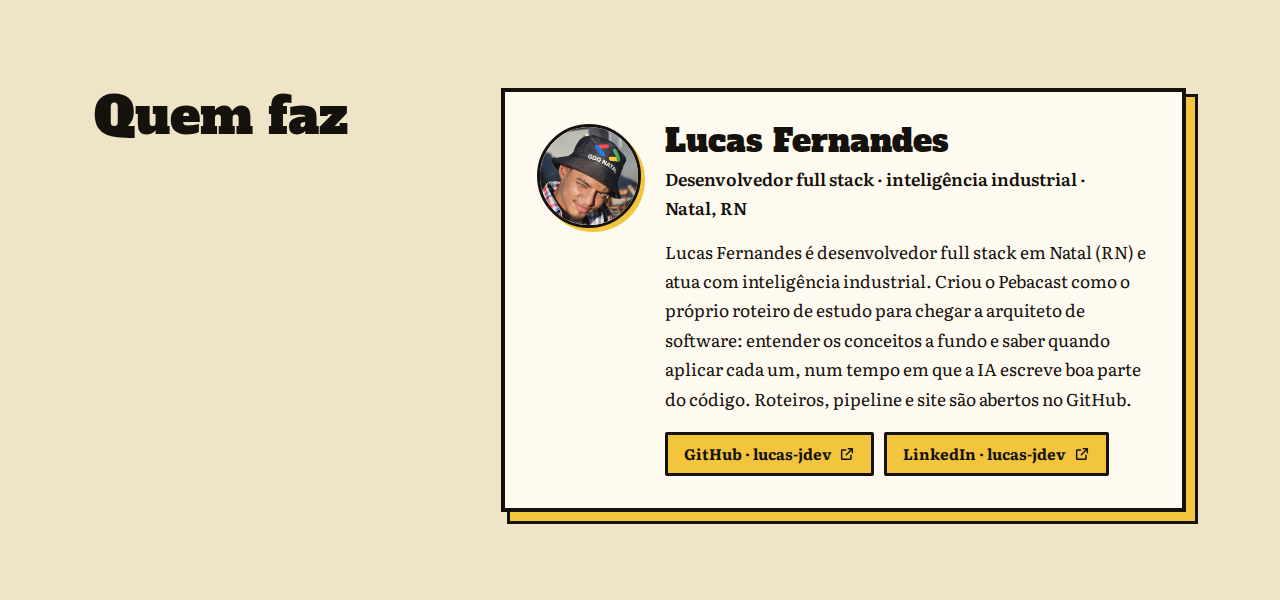 Quem faz
GDG NATAL
Lucas Fernandes
Desenvolvedor full stack · inteligência industrial ·
Natal, RN
Lucas Fernandes é desenvolvedor full stack em Natal (RN) e
atua com inteligência industrial. Criou o Pebacast como o
próprio roteiro de estudo para chegar a arquiteto de
software: entender os conceitos a fundo e saber quando
aplicar cada um, num tempo em que a IA escreve boa parte
do código. Roteiros, pipeline e site são abertos no GitHub.
GitHub · lucas-jdev
LinkedIn · lucas-jdev